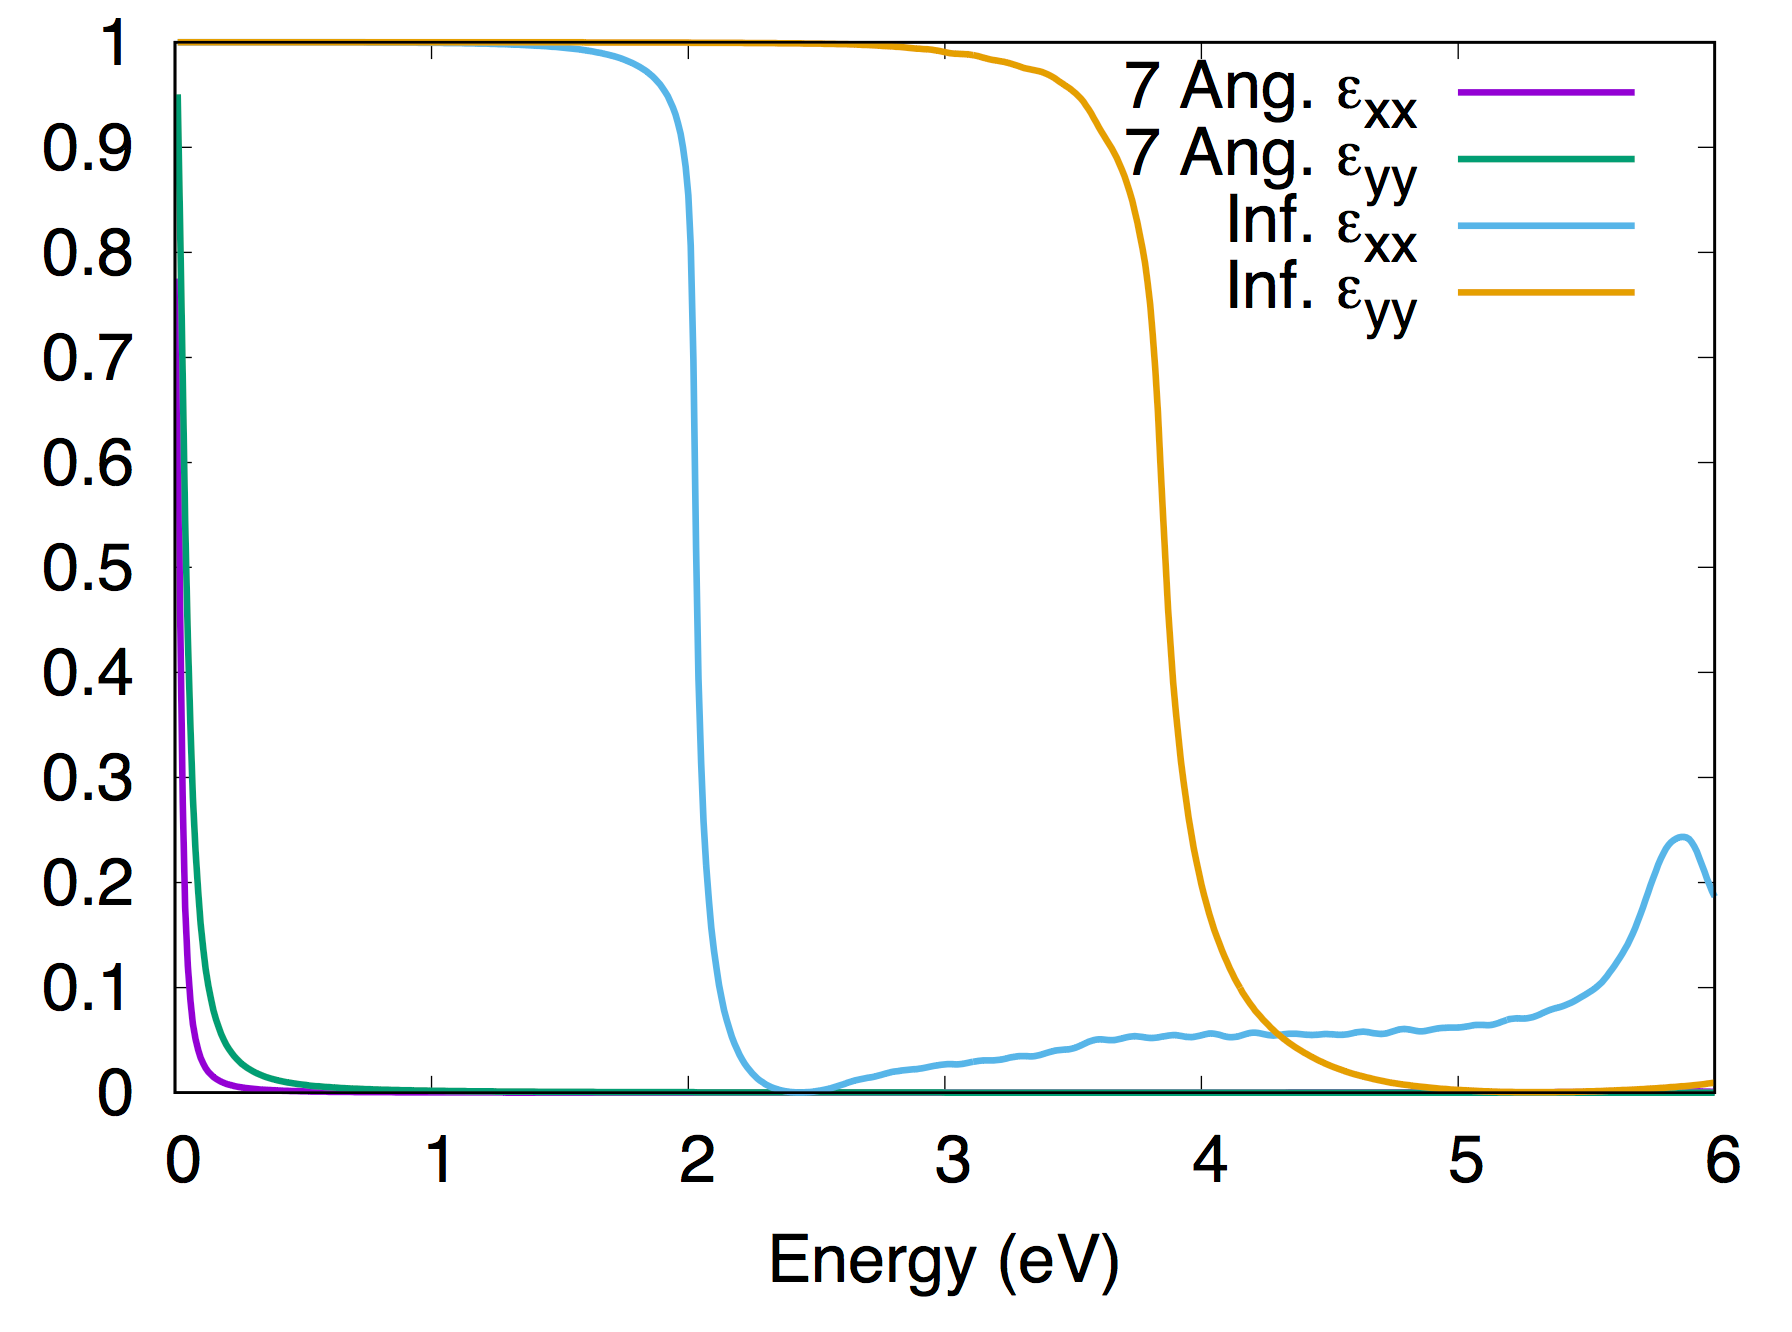 1
0.9
0.8
0.7
0.6
0.5
0.4
0.3
0.2
0.1
0
7 Ang. εxx
7 Ang. εyy
Inf. εxx
Inf. εyy
0 1 2 3 4 5 6
Energy (eV)